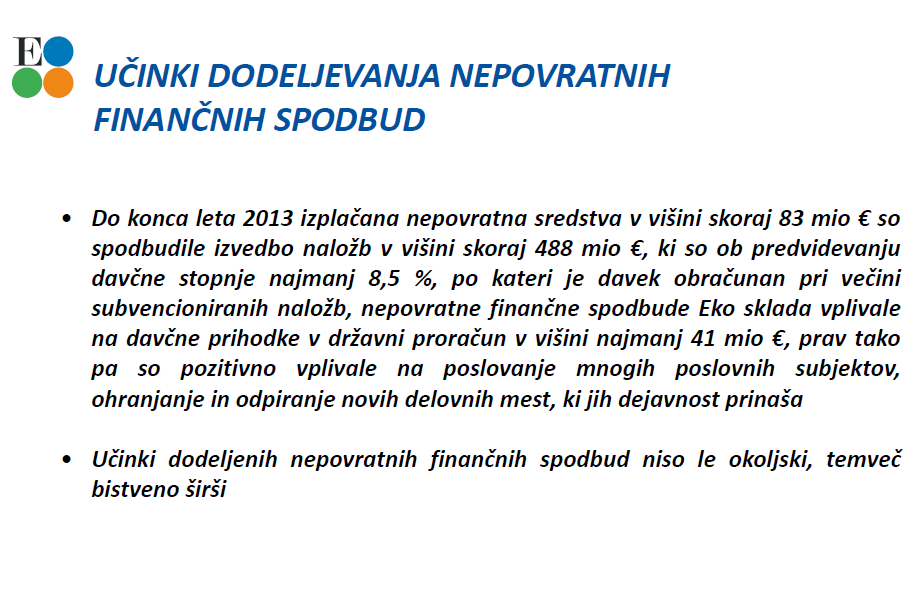 E
UČINKI DODELJEVANJA NEPOVRATNIH
FINANČNIH SPODBUD
• Do konca leta 2013 izplačana nepovratna sredstva v višini skoraj 83 mio € so
spodbudile izvedbo naložb v višini skoraj 488 mio €, ki so ob predvidevanju
davčne stopnje najmanj 8,5 %, po kateri je davek obračunan pri večini
subvencioniranih naložb, nepovratne finančne spodbude Eko sklada vplivale
na davčne prihodke v državni proračun v višini najmanj 41 mio €, prav tako
pa so pozitivno vplivale na poslovanje mnogih poslovnih subjektov,
ohranjanje in odpiranje novih delovnih mest, ki jih dejavnost prinaša
• Učinki dodeljenih nepovratnih finančnih spodbud niso le okoljski, temveč
bistveno širši